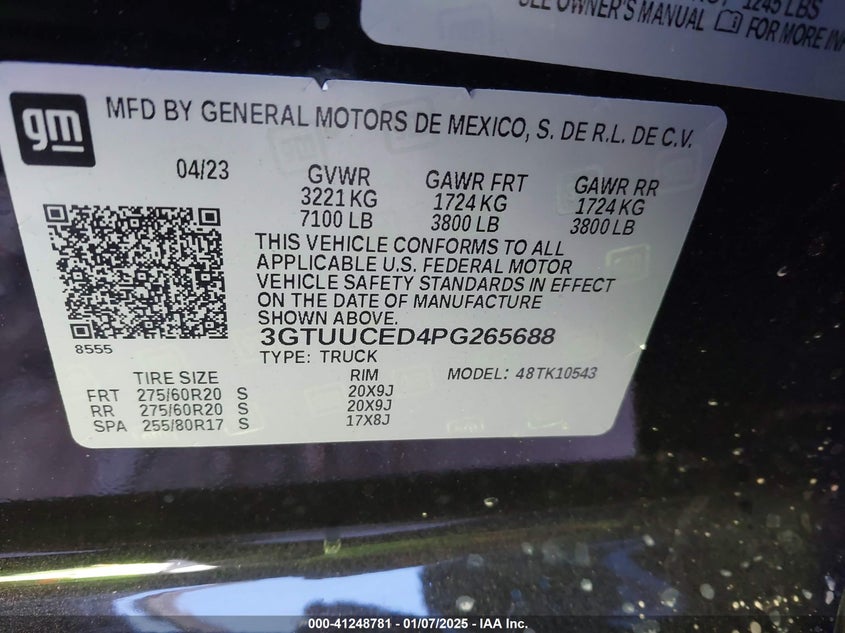 1245 LBS
SEE OWNER'S MANUAL FOR MORE INF
gm
MFD BY GENERAL MOTORS DE MEXICO, S. DE R.L. DE C.V.
04/23 GVWR GAWR FRT GAWR RR
3221 KG 1724 KG 1724 KG
7100 LB 3800 LB 3800 LB
THIS VEHICLE CONFORMS TO ALL
APPLICABLE U.S. FEDERAL MOTOR
VEHICLE SAFETY STANDARDS IN EFFECT
ON THE DATE OF MANUFACTURE
SHOWN ABOVE.
3GTUUCED4PG265688
8555
TYPE: TRUCK
TIRE SIZE RIM MODEL: 48TK10543
FRT 275/60R20 S 20X9J
RR 275/60R20 S 20X9J
SPA 255/80R17 S 17X8J
000-41248781 - 01/07/2025 - IAA Inc.